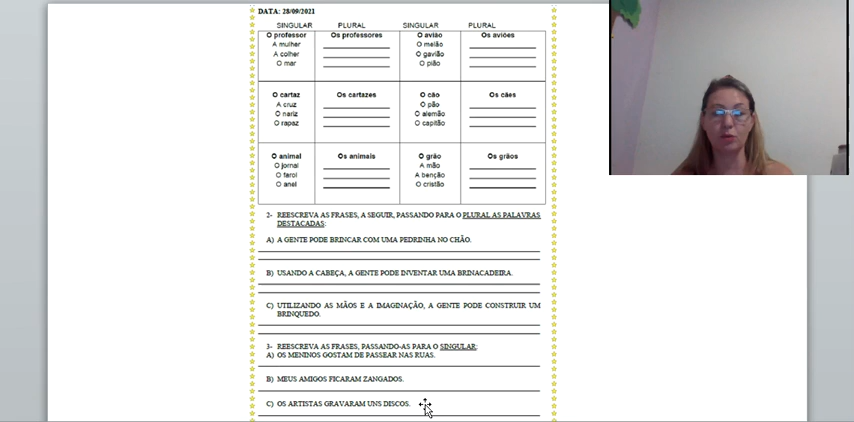 DATA: 28/09/2021
SINGULAR PLURAL SINGULAR PLURAL
O professor Os professores O avião Os aviões
A mulher O melão
A colher O gavião
O mar O pião
O cartaz Os cartazes O cão Os cães
A cruz O pão
O nariz O alemão
O rapaz O capitão
O animal Os animais O grão Os grãos
O jornal A mão
O farol A benção
O anel O cristão
2- REESCREVA AS FRASES, A SEGUIR, PASSANDO PARA O PLURAL AS PALAVRAS
DESTACADAS:
A) A GENTE PODE BRINCAR COM UMA PEDRINHA NO CHÃO.
B) USANDO A CABEÇA, A GENTE PODE INVENTAR UMA BRINACADEIRA.
C) UTILIZANDO AS MÃOS E A IMAGINAÇÃO, A GENTE PODE CONSTRUIR UM
BRINQUEDO.
3- REESCREVA AS FRASES, PASSANDO-AS PARA O SINGULAR:
A) OS MENINOS GOSTAM DE PASSEAR NAS RUAS.
B) MEUS AMIGOS FICARAM ZANGADOS.
C) OS ARTISTAS GRAVARAM UNS DISCOS.